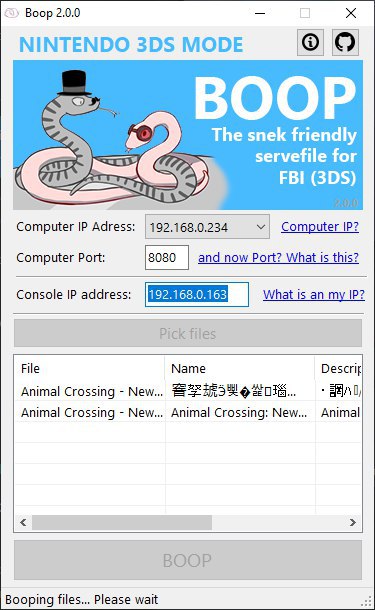 Boop 2.0.0
NINTENDO 3DS MODE
BOOP
The snek friendly
servefile for
FBI (3DS)
2.0.0
Computer IP Adress: 192.168.0.234 Computer IP?
Computer Port: 8080 and now Port? What is this?
Console IP address: 192.168.0.163 What is an my IP?
Pick files
File Name Descrip
Animal Crossing - New...
Animal Crossing - New... Animal Crossing: New... Animal
BOOP
Booping files... Please wait